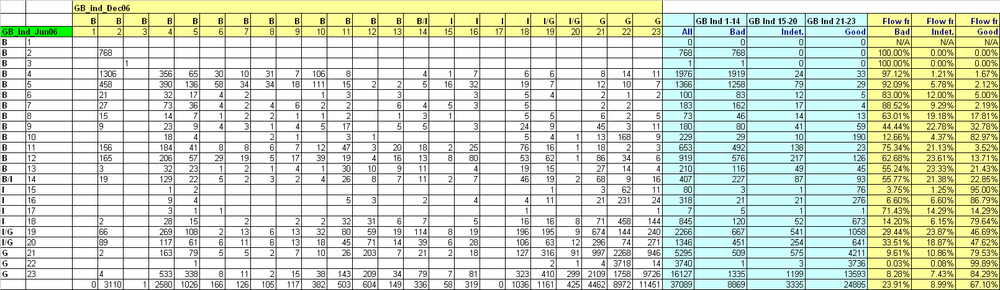 GB_ind_Dec06
B B B B B B B B B B B B B B/I I I I I I/G I/G G G G GB Ind 1-14 GB Ind 15-20 GB Ind 21-23 Flow fr Flow fr Flow fr
GB_ind_Jun06 1 2 3 4 5 6 7 8 9 10 11 12 13 14 15 16 17 18 19 20 21 22 23 All Bad Indet. Good Bad Indet. Good
B 1 0 0 0 0 N/A N/A N/A
B 2 768 768 768 0 0 100.00% 0.00% 0.00%
B 3 1 1 1 0 0 100.00% 0.00% 0.00%
B 4 1306 356 65 30 10 31 7 106 8 4 1 7 6 6 8 14 11 1976 1919 24 33 97.12% 1.21% 1.67%
B 5 458 390 136 58 34 34 18 111 15 2 2 5 16 32 19 7 12 10 7 1366 1258 79 29 92.09% 5.78% 2.12%
B 6 21 32 17 4 2 1 3 3 3 5 4 2 1 2 100 83 12 5 83.00% 12.00% 5.00%
B 7 27 73 36 4 2 4 6 2 2 6 4 5 3 5 2 2 183 162 17 4 88.52% 9.29% 2.19%
B 8 15 14 7 1 2 2 1 1 2 1 3 1 5 5 6 2 5 73 46 14 13 63.01% 19.18% 17.81%
B 9 9 23 9 4 3 1 4 5 17 5 5 3 24 9 45 3 11 180 80 41 59 44.44% 22.78% 32.78%
B 10 18 4 2 1 3 1 5 4 1 13 168 9 229 29 10 190 12.66% 4.37% 82.97%
B 11 156 184 41 8 8 6 7 12 47 3 20 18 2 25 76 16 1 18 2 3 653 492 138 23 75.34% 21.13% 3.52%
B 12 165 206 57 29 19 5 17 39 19 4 16 13 8 80 53 62 1 86 34 6 919 576 217 126 62.68% 23.61% 13.71%
B 13 3 32 23 1 2 1 4 1 30 10 9 11 4 19 15 27 14 4 210 116 49 45 55.24% 23.33% 21.43%
B/I 14 19 129 22 5 2 3 2 4 26 8 7 11 2 7 46 19 2 68 9 16 407 227 87 93 55.77% 21.38% 22.85%
I 15 1 2 1 3 62 11 80 3 1 76 3.75% 1.25% 95.00%
I 16 9 4 5 3 2 4 4 11 21 231 24 318 21 21 276 6.60% 6.60% 86.79%
I 17 3 1 1 1 1 7 5 1 1 71.43% 14.29% 14.29%
I 18 2 28 15 2 2 2 32 31 6 7 5 16 16 8 71 458 144 845 120 52 673 14.20% 6.15% 79.64%
I/G 19 66 269 108 2 13 6 13 32 80 59 19 114 8 19 196 195 9 674 144 240 2266 667 541 1058 29.44% 23.87% 46.69%
I/G 20 89 117 61 6 11 6 13 18 45 71 14 39 6 28 106 63 12 296 74 271 1346 451 254 641 33.51% 18.87% 47.62%
G 21 2 163 79 5 5 2 7 10 26 203 7 21 2 18 127 316 91 997 2268 946 5295 509 575 4211 9.61% 10.86% 79.53%
G 22 1 2 1 4 3718 14 3740 1 3 3736 0.03% 0.08% 99.89%
G 23 4 533 338 8 11 2 15 38 143 209 34 79 7 81 323 410 299 2109 1758 9726 16127 1335 1199 13593 8.28% 7.43% 84.29%
0 3110 1 2580 1026 166 126 105 117 382 503 604 149 336 58 319 0 1036 1161 425 4462 8972 11451 37089 8869 3335 24885 23.91% 8.99% 67.10%